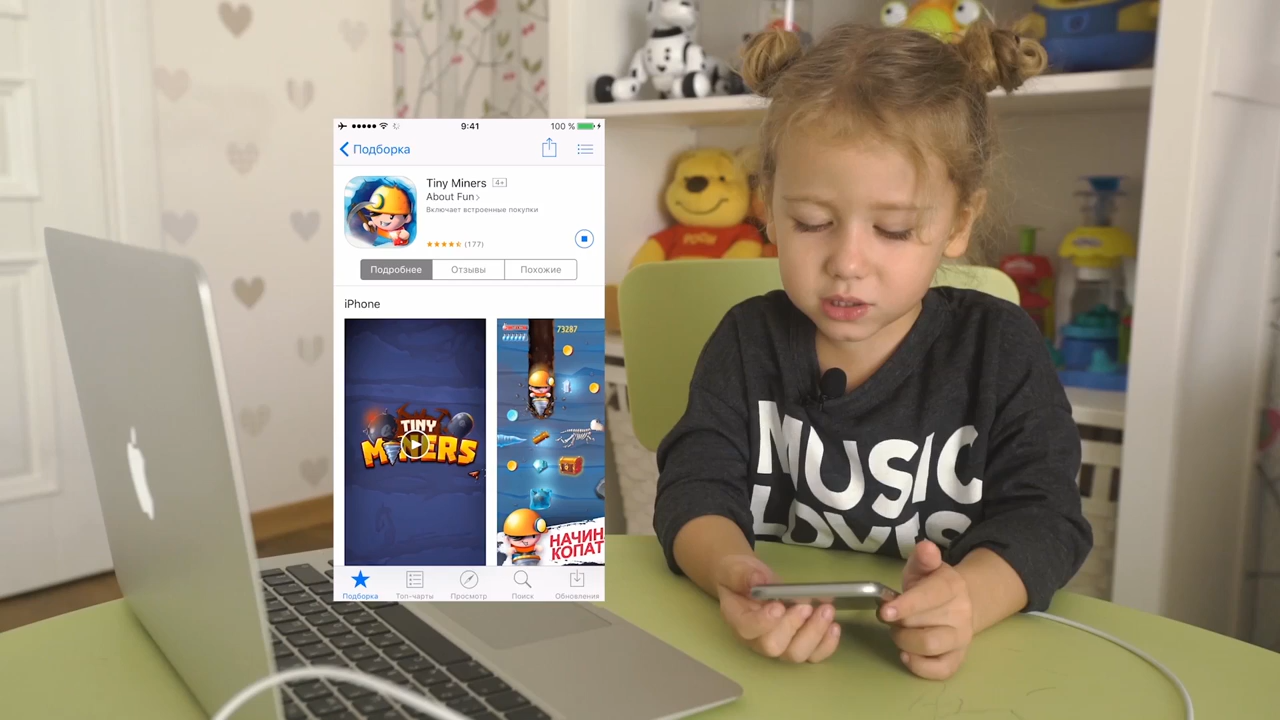 9:41
100 %
Подборка
Tiny Miners 4+
About Fun
Включает встроенные покупки
(177)
Подробнее Отзывы Похожие
iPhone
TINY
MINERS
73287
НАЧИН
КОПАТ
Подборка Топ-чарты Просмотр Поиск Обновления
POOH
MUSIC
LOVES